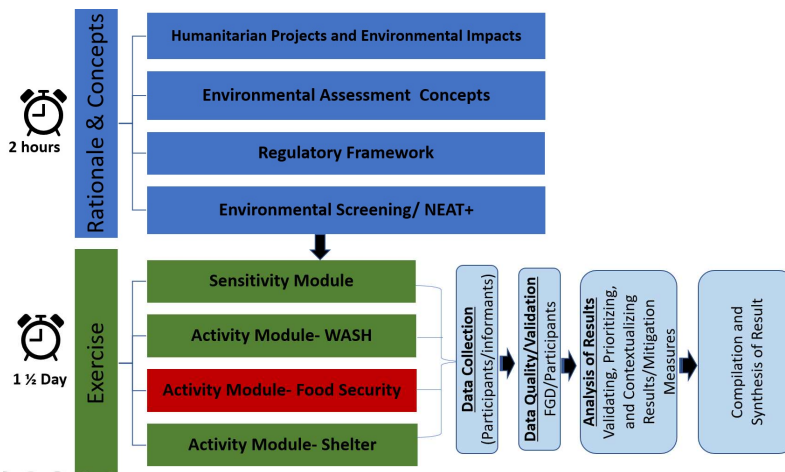 Rationale & Concepts
2 hours
Humanitarian Projects and Environmental Impacts
Environmental Assessment Concepts
Regulatory Framework
Environmental Screening/ NEAT+
Exercise
1 ½ Day
Sensitivity Module
Activity Module- WASH
Activity Module- Food Security
Activity Module- Shelter
Data Collection
(Participants/informants)
Data Quality/Validation
FGD/Participants
Analysis of Results
Validating, Prioritizing,
and Contextualizing
Results/Mitigation
Measures
Compilation and
Synthesis of Result